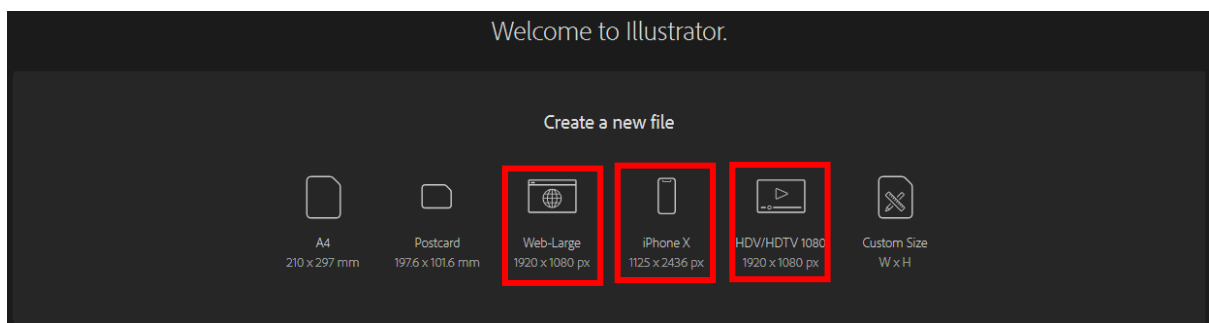 Welcome to Illustrator.
Create a new file
A4
210 x 297 mm
Postcard
197.6 x 101.6 mm
Web-Large
1920 x 1080 px
iPhone X
1125 x 2436 px
HDV/HDTV 1080
1920 x 1080 px
Custom Size
W x H